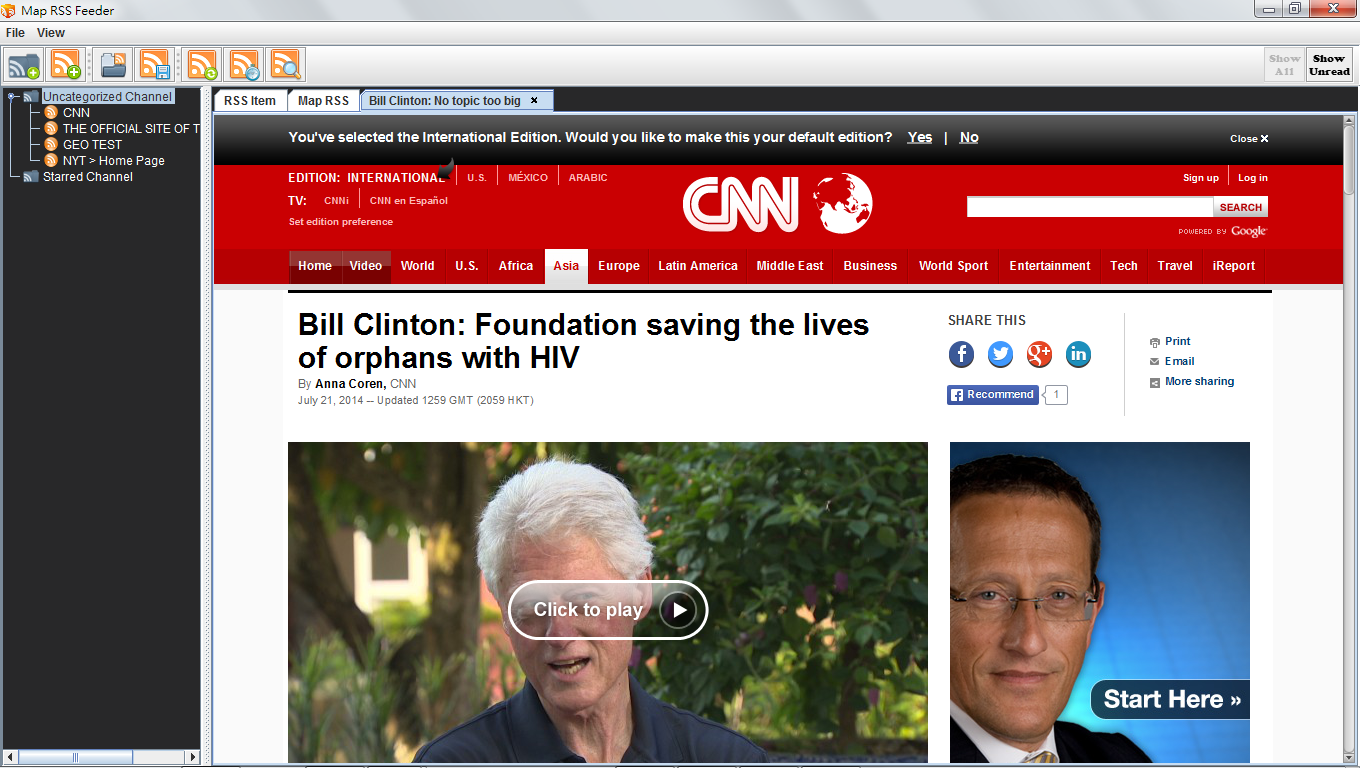 Map RSS Feeder
File View
Show All
Show Unread
Uncategorized Channel
CNN
THE OFFICIAL SITE OF T
GEO TEST
NYT > Home Page
Starred Channel
RSS Item
Map RSS
Bill Clinton: No topic too big
You've selected the International Edition. Would you like to make this your default edition? Yes | No
Close
EDITION: INTERNATIONAL U.S. MÉXICO ARABIC
TV: CNNi CNN en Español
Set edition preference
CNN
Sign up Log in
SEARCH
POWERED BY Google
Home Video World U.S. Africa Asia Europe Latin America Middle East Business World Sport Entertainment Tech Travel iReport
Bill Clinton: Foundation saving the lives
of orphans with HIV
By Anna Coren, CNN
July 21, 2014 -- Updated 1259 GMT (2059 HKT)
SHARE THIS
f
g+
in
Recommend 1
Print
Email
More sharing
Click to play
Start Here »